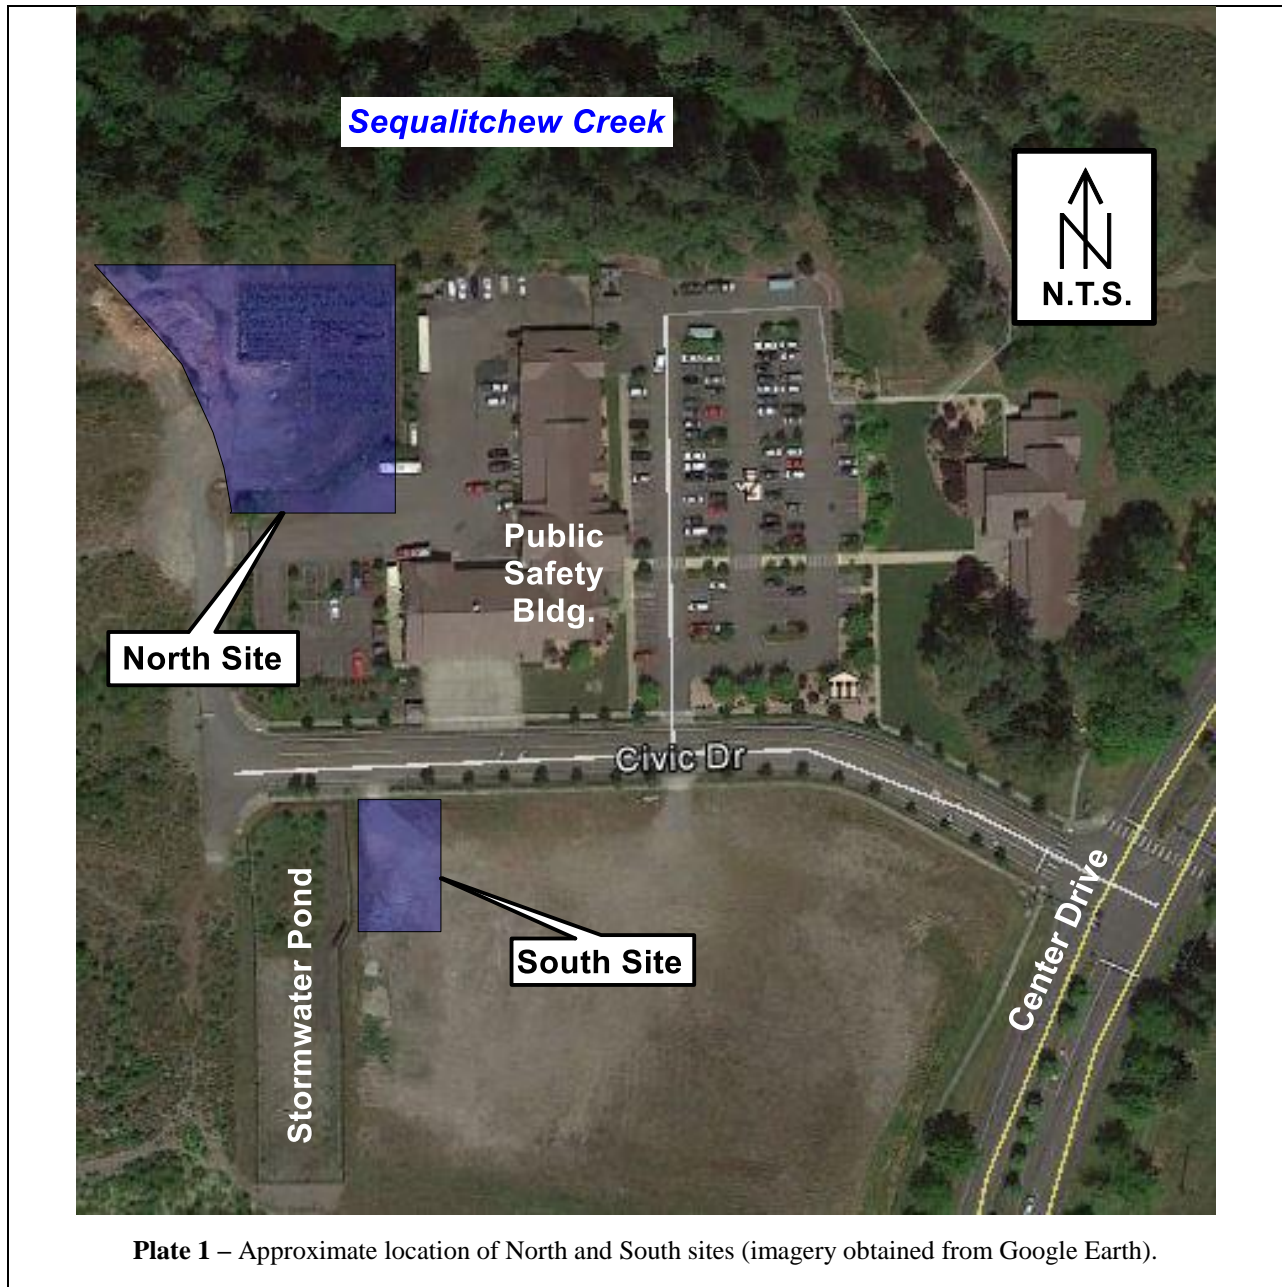 Sequalitchew Creek
N
N.T.S.
Public
Safety
Bldg.
North Site
Civic Dr
South Site
Stormwater Pond
Center Drive
Plate 1 – Approximate location of North and South sites (imagery obtained from Google Earth).